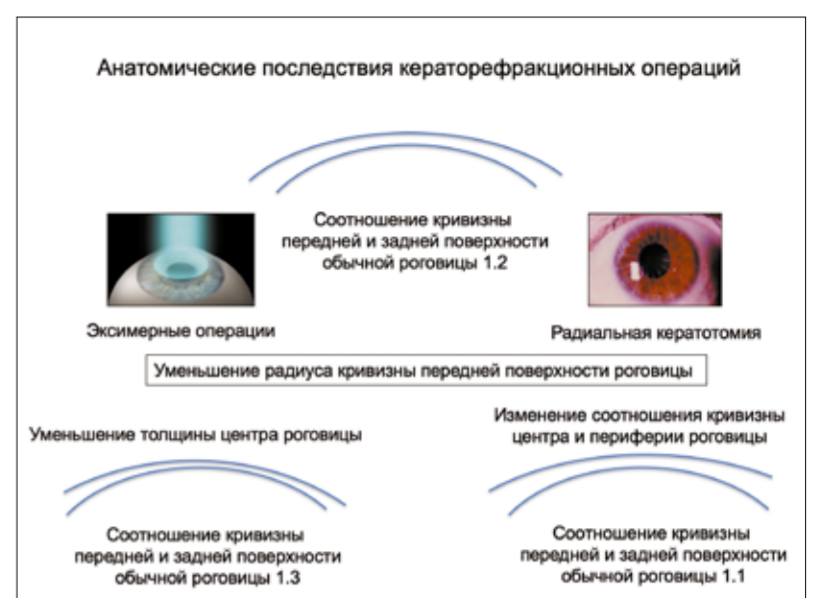 Анатомические последствия кераторефракционных операций
Соотношение кривизны
передней и задней поверхности
обычной роговицы 1.2
Эксимерные операции
Радиальная кератотомия
Уменьшение радиуса кривизны передней поверхности роговицы
Уменьшение толщины центра роговицы
Изменение соотношения кривизны
центра и периферии роговицы
Соотношение кривизны
передней и задней поверхности
обычной роговицы 1.3
Соотношение кривизны
передней и задней поверхности
обычной роговицы 1.1